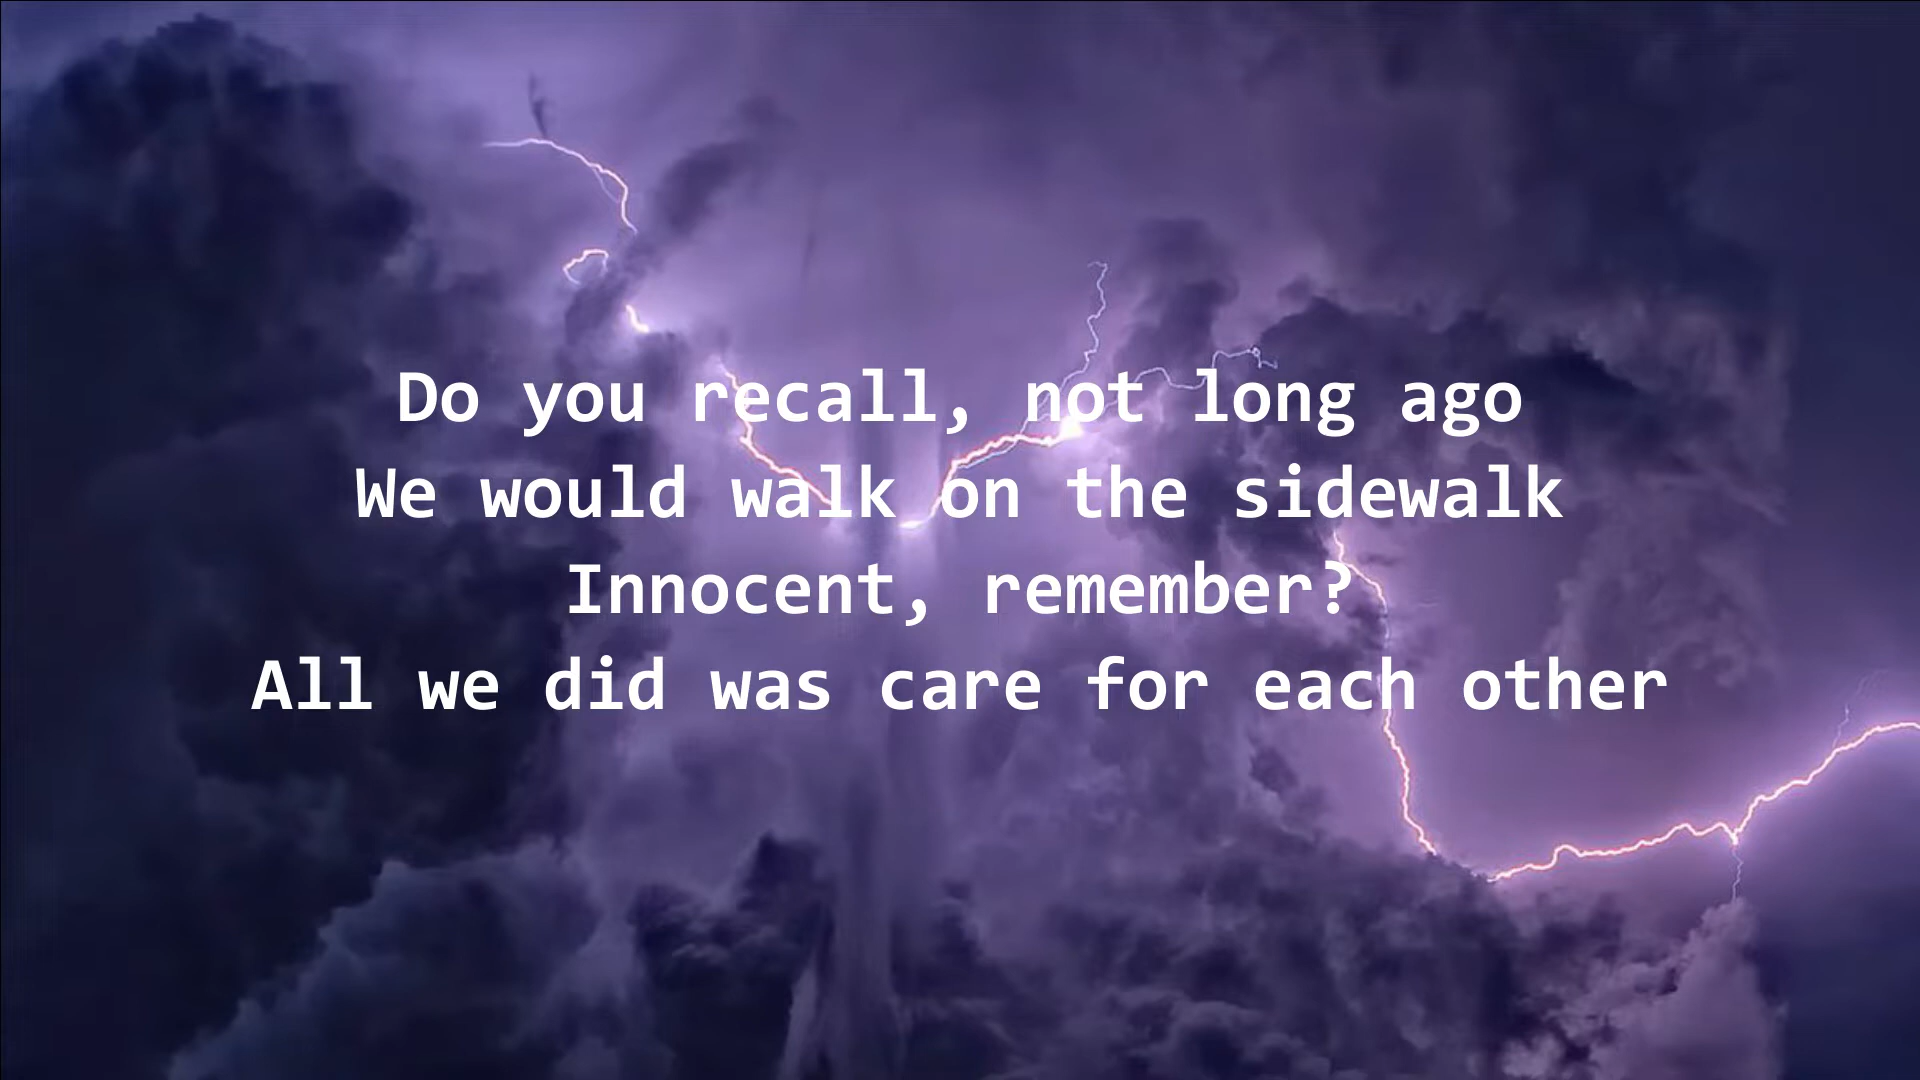 Do you recall, not long ago
We would walk on the sidewalk
Innocent, remember?
All we did was care for each other